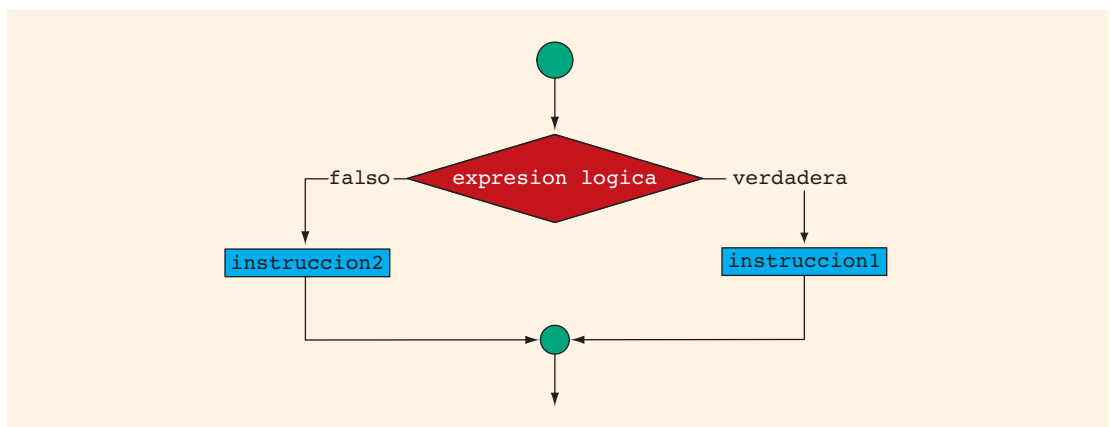 falso
expresion logica
verdadera
instruccion2
instruccion1